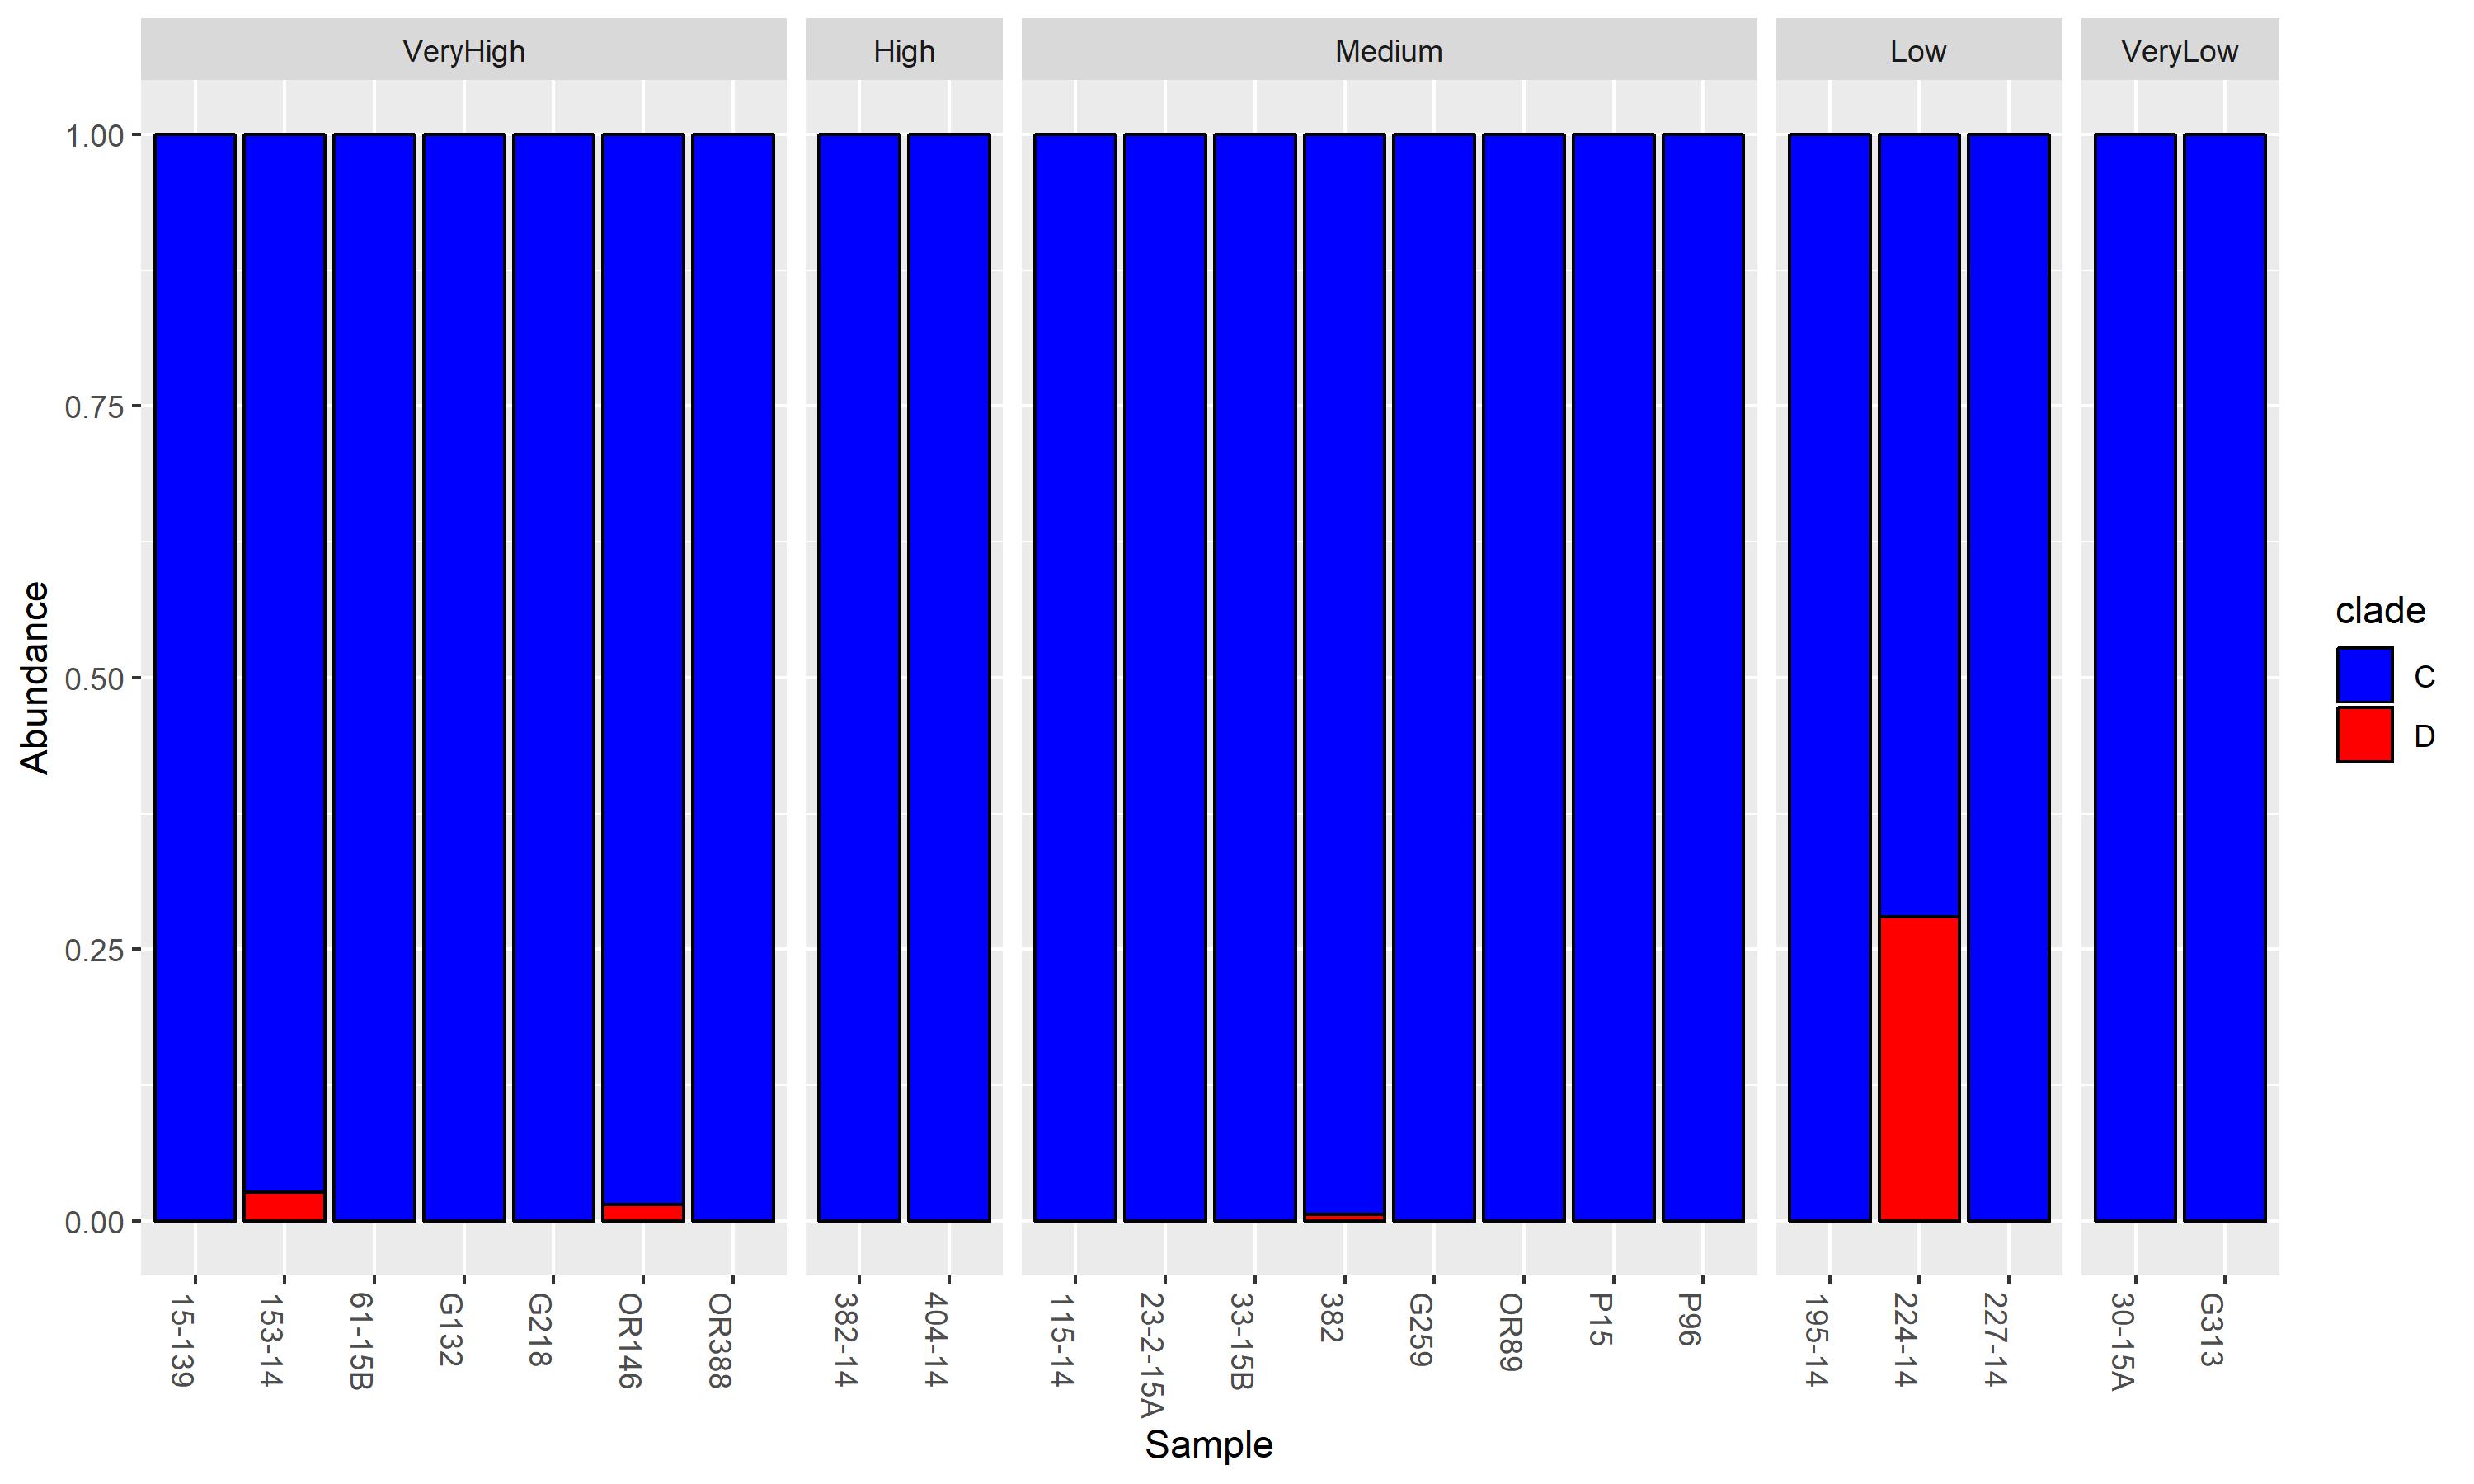 VeryHigh High Medium Low VeryLow
1.00
0.75
0.50
0.25
0.00
Abundance
15-139 153-14 61-15B G132 G218 OR146 OR388 382-14 404-14 115-14 23-2-15A 33-15B 382 G259 OR89 P15 P96 195-14 224-14 227-14 30-15A G313
Sample
clade
C
D